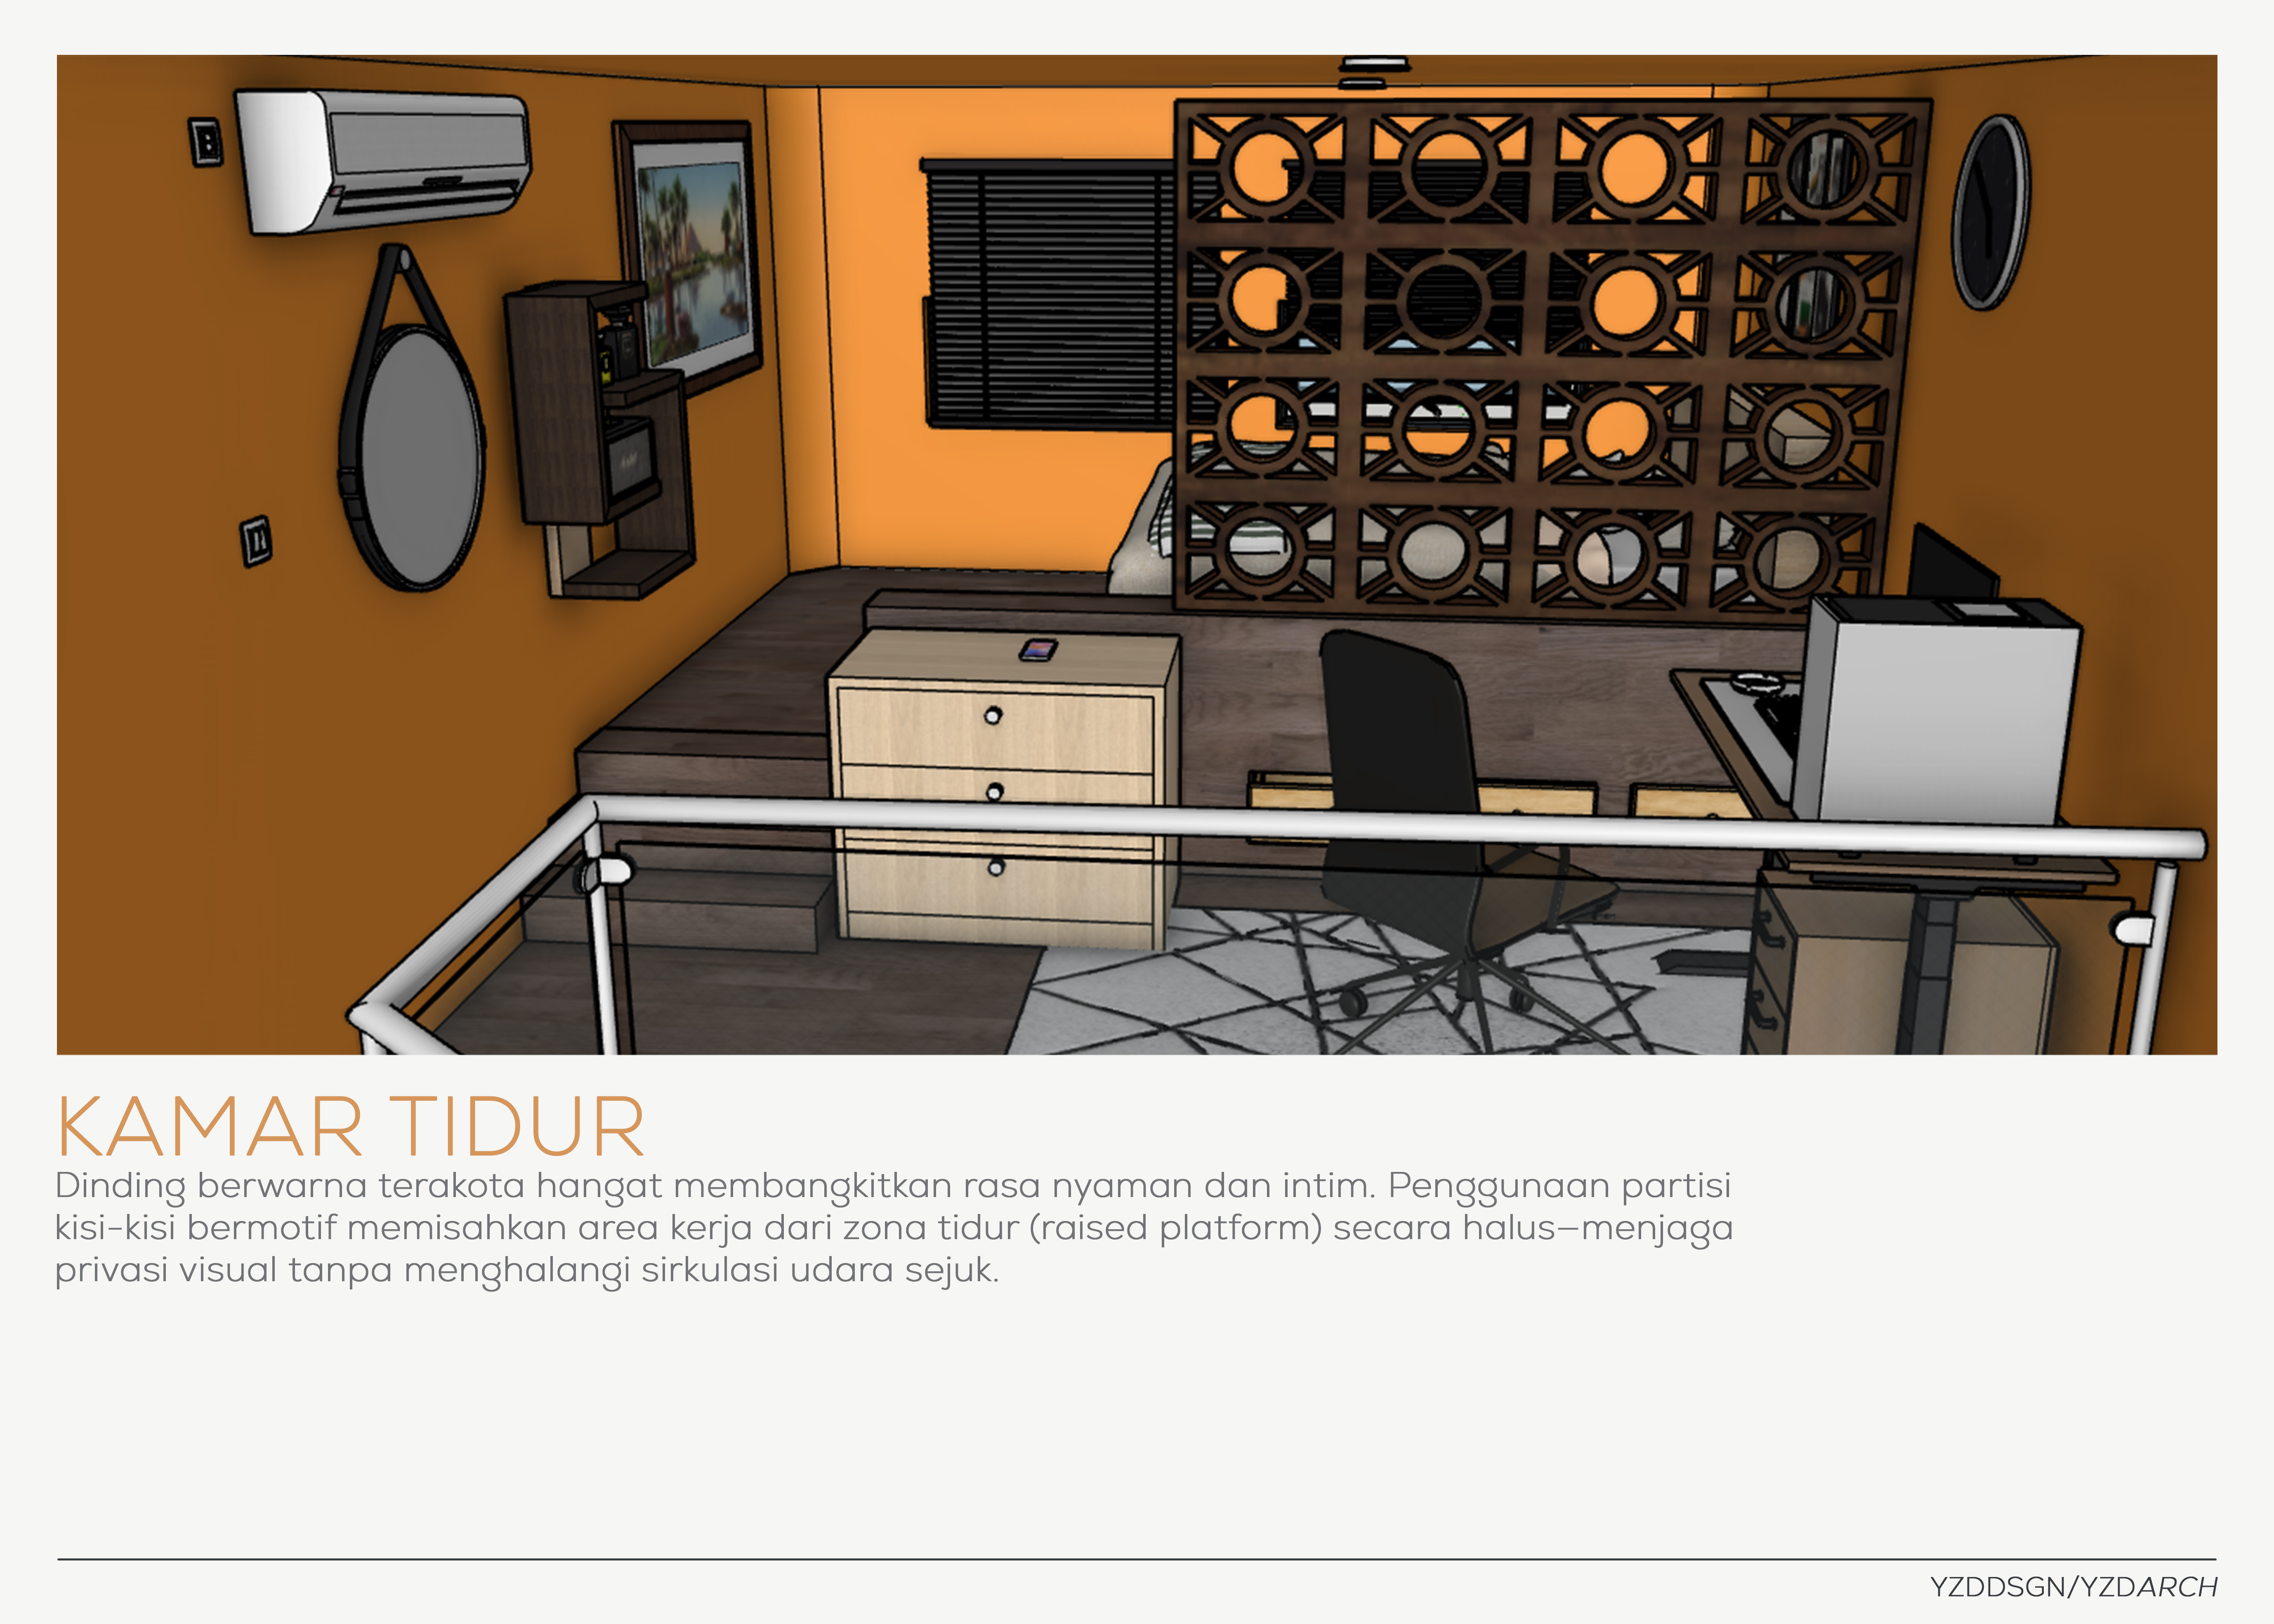 KAMAR TIDUR
Dinding berwarna terakota hangat membangkitkan rasa nyaman dan intim. Penggunaan partisi
kisi-kisi bermotif memisahkan area kerja dari zona tidur (raised platform) secara halus—menjaga
privasi visual tanpa menghalangi sirkulasi udara sejuk.
YZDDSGN/YZDARCH